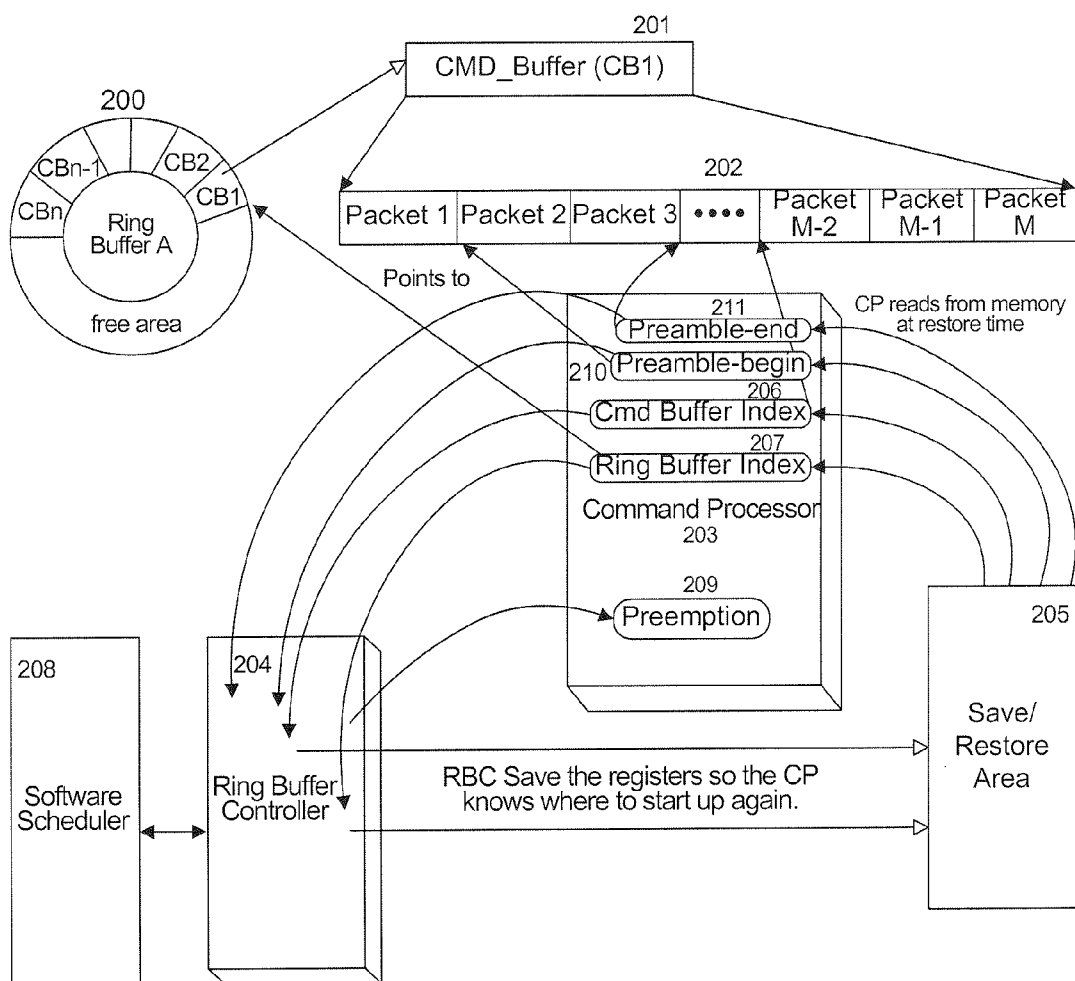 201
CMD_Buffer (CB1)
200
CBn-1
CB2
CBn
CB1
Ring
Buffer A
free area
202
Packet 1
Packet 2
Packet 3
••••
Packet
M-2
Packet
M-1
Packet
M
Points to
211
Preamble-end
CP reads from memory
at restore time
210
Preamble-begin
206
Cmd Buffer Index
207
Ring Buffer Index
Command Processor
203
209
Preemption
208
Software
Scheduler
204
Ring Buffer
Controller
RBC Save the registers so the CP
knows where to start up again.
205
Save/
Restore
Area